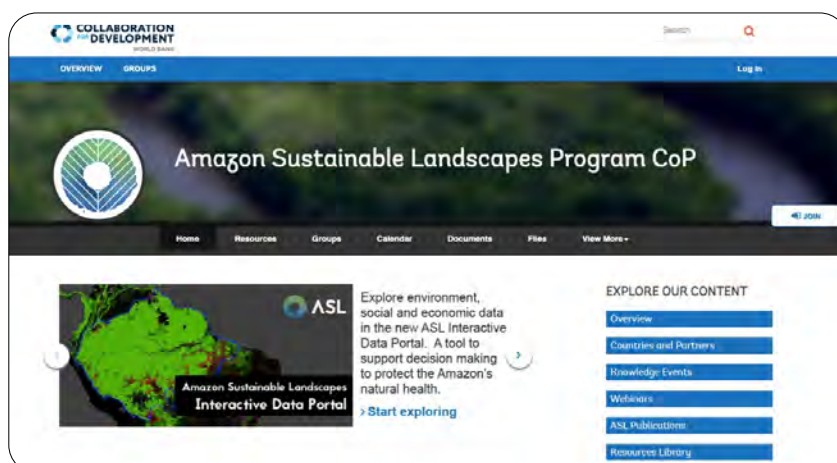 COLLABORATION
FOR DEVELOPMENT
WORLD BANK
Search
OVERVIEW GROUPS Log In
Amazon Sustainable Landscapes Program CoP
JOIN
Home Resources Groups Calendar Documents Files View More
ASL
Amazon Sustainable Landscapes
Interactive Data Portal
Explore environment,
social and economic data
in the new ASL Interactive
Data Portal. A tool to
support decision making
to protect the Amazon's
natural health.
› Start exploring
EXPLORE OUR CONTENT
Overview
Countries and Partners
Knowledge Events
Webinars
ASL Publications
Resources Library